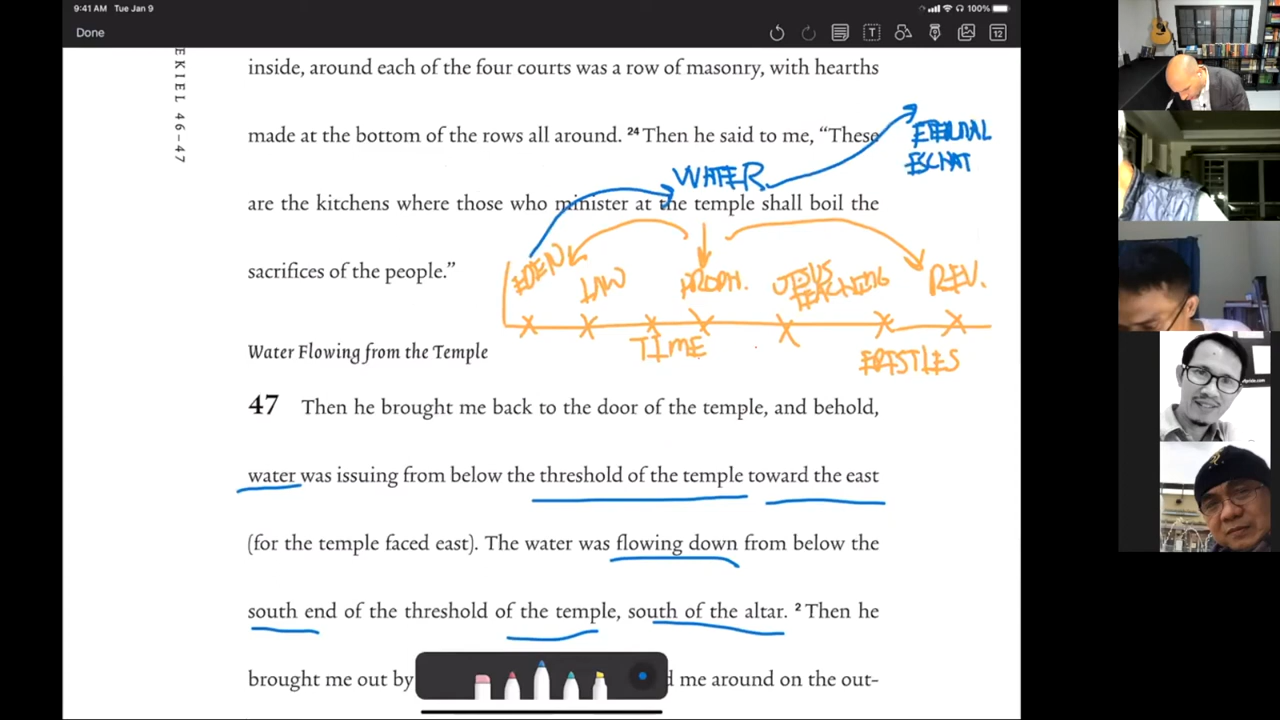 9:41 AM Tue Jan 9
100%
Done
T
12
EKIEL 46–47
inside, around each of the four courts was a row of masonry, with hearths
made at the bottom of the rows all around. 24 Then he said to me, “These
ETERNAL
ESCHAT
WATER
are the kitchens where those who minister at the temple shall boil the
sacrifices of the people.”
EDEN LAW PROPH. JESUS TEACHING REV.
TIME
EPISTLES
Water Flowing from the Temple
47 Then he brought me back to the door of the temple, and behold,
water was issuing from below the threshold of the temple toward the east
(for the temple faced east). The water was flowing down from below the
south end of the threshold of the temple, south of the altar. 2 Then he
brought me out by d me around on the out-